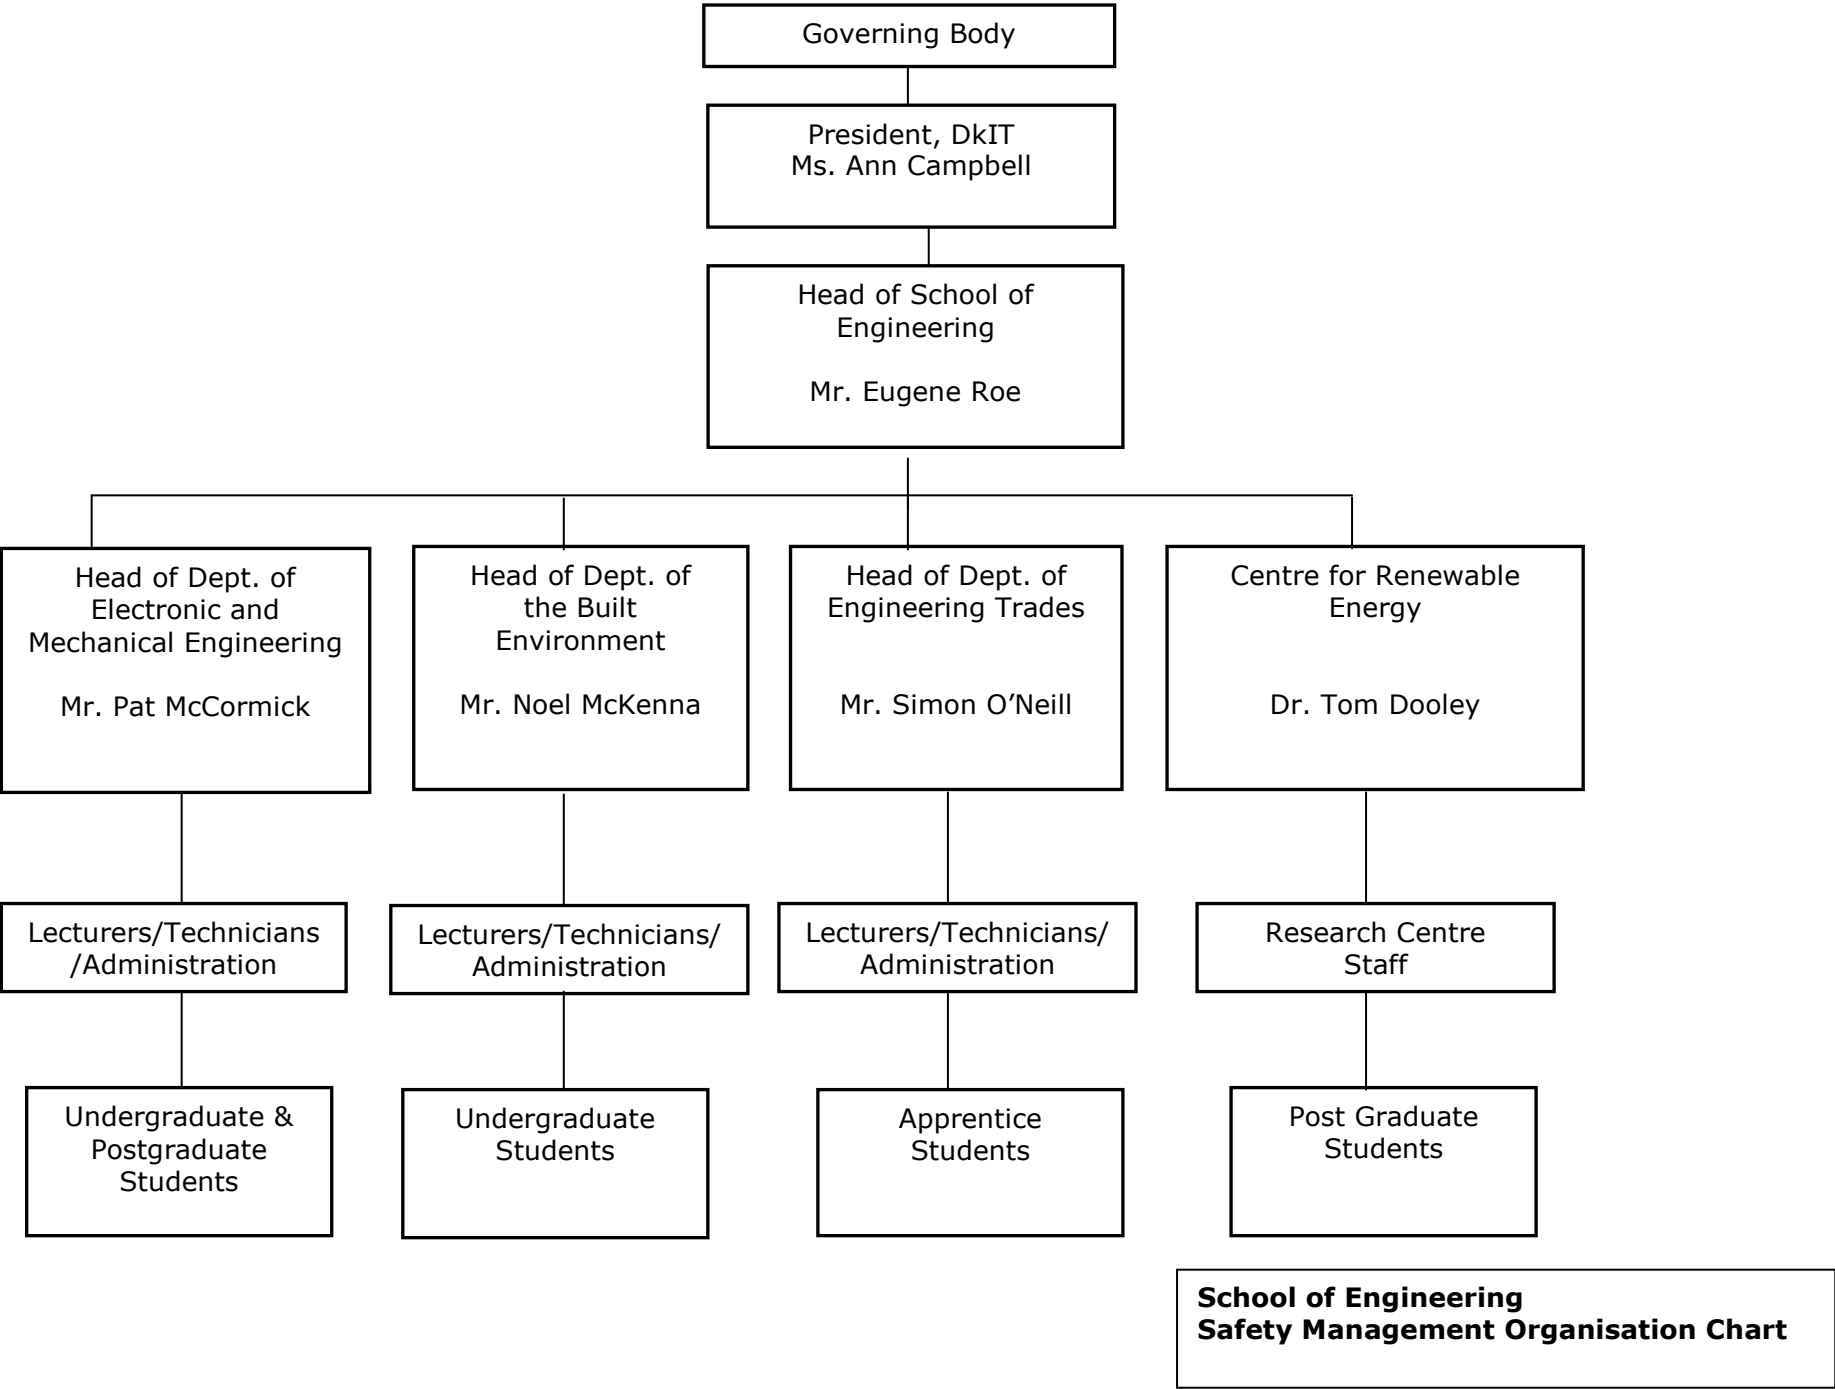 Governing Body
President, DkIT
Ms. Ann Campbell
Head of School of
Engineering
Mr. Eugene Roe
Head of Dept. of
Electronic and
Mechanical Engineering
Mr. Pat McCormick
Head of Dept. of
the Built
Environment
Mr. Noel McKenna
Head of Dept. of
Engineering Trades
Mr. Simon O’Neill
Centre for Renewable
Energy
Dr. Tom Dooley
Lecturers/Technicians
/Administration
Lecturers/Technicians/
Administration
Lecturers/Technicians/
Administration
Research Centre
Staff
Undergraduate &
Postgraduate
Students
Undergraduate
Students
Apprentice
Students
Post Graduate
Students
School of Engineering
Safety Management Organisation Chart